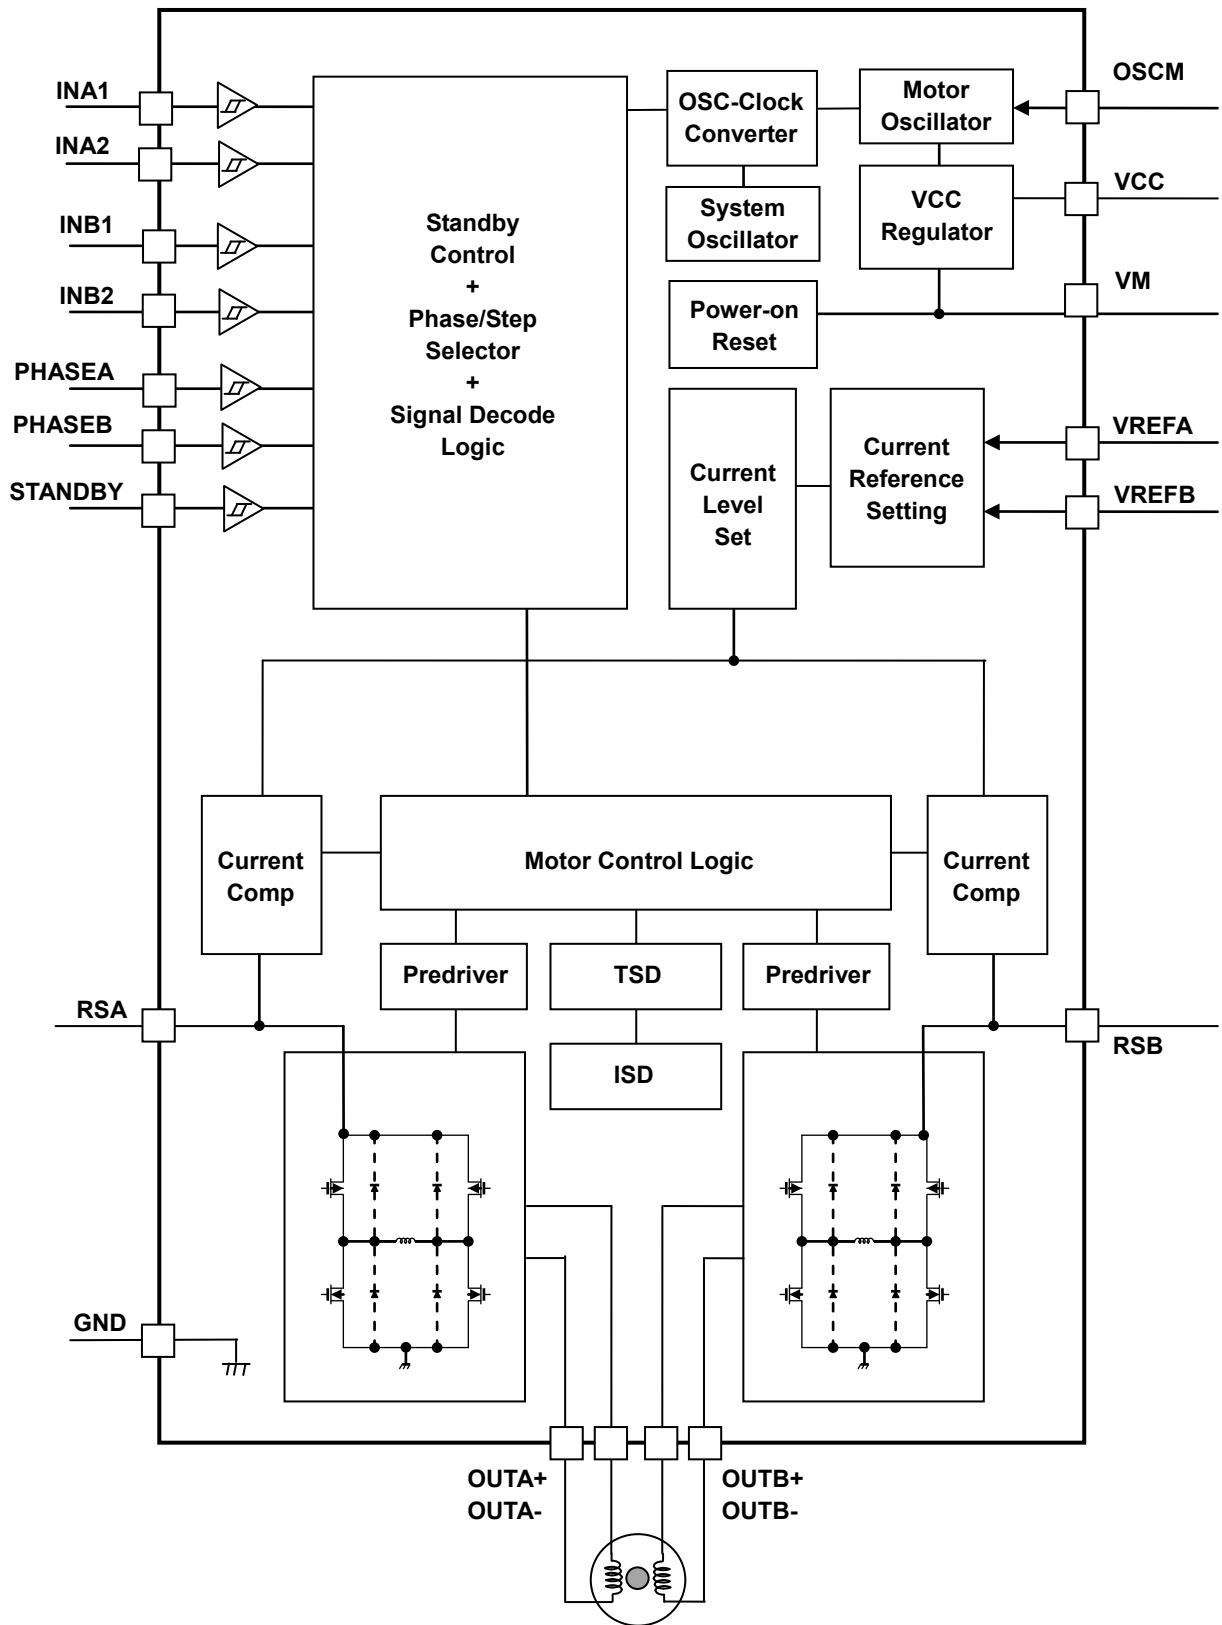 INA1
INA2
INB1
INB2
PHASEA
PHASEB
STANDBY
Standby
Control
+
Phase/Step
Selector
+
Signal Decode
Logic
OSC-Clock
Converter
Motor
Oscillator
OSCM
System
Oscillator
VCC
Regulator
VCC
VM
Power-on
Reset
Current
Level
Set
Current
Reference
Setting
VREFA
VREFB
Current
Comp
Motor Control Logic
Current
Comp
Predriver
TSD
Predriver
RSA
ISD
RSB
GND
OUTA+
OUTA-
OUTB+
OUTB-